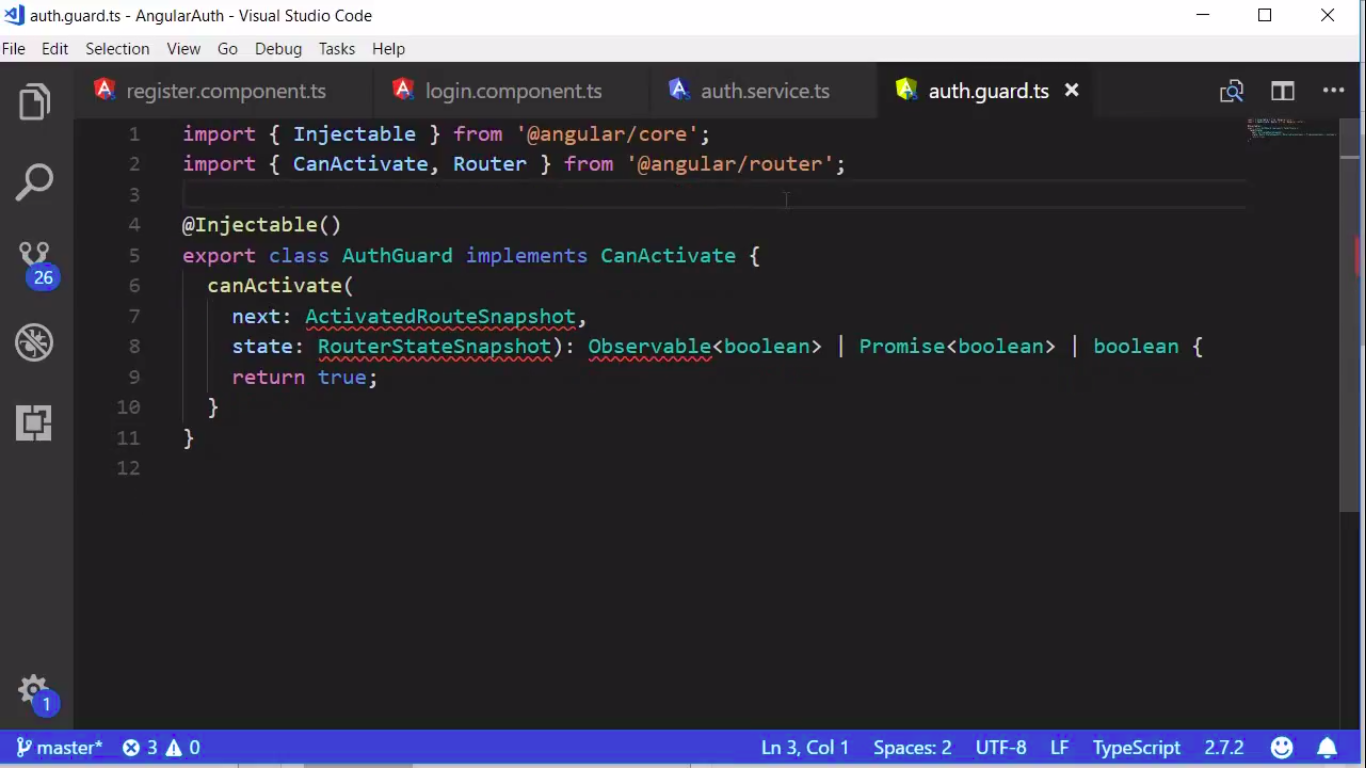 auth.guard.ts - AngularAuth - Visual Studio Code
File Edit Selection View Go Debug Tasks Help
register.component.ts login.component.ts auth.service.ts auth.guard.ts
1 import { Injectable } from '@angular/core';
2 import { CanActivate, Router } from '@angular/router';
3
4 @Injectable()
5 export class AuthGuard implements CanActivate {
6 canActivate(
7 next: ActivatedRouteSnapshot,
8 state: RouterStateSnapshot): Observable<boolean> | Promise<boolean> | boolean {
9 return true;
10 }
11 }
12
26
1
master* 3 0 Ln 3, Col 1 Spaces: 2 UTF-8 LF TypeScript 2.7.2